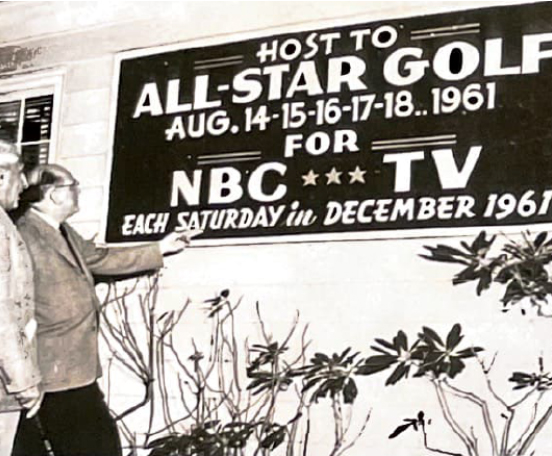 HOST TO
ALL-STAR GOLF
AUG. 14-15-16-17-18.. 1961
FOR
NBC *** TV
EACH SATURDAY in DECEMBER 1961